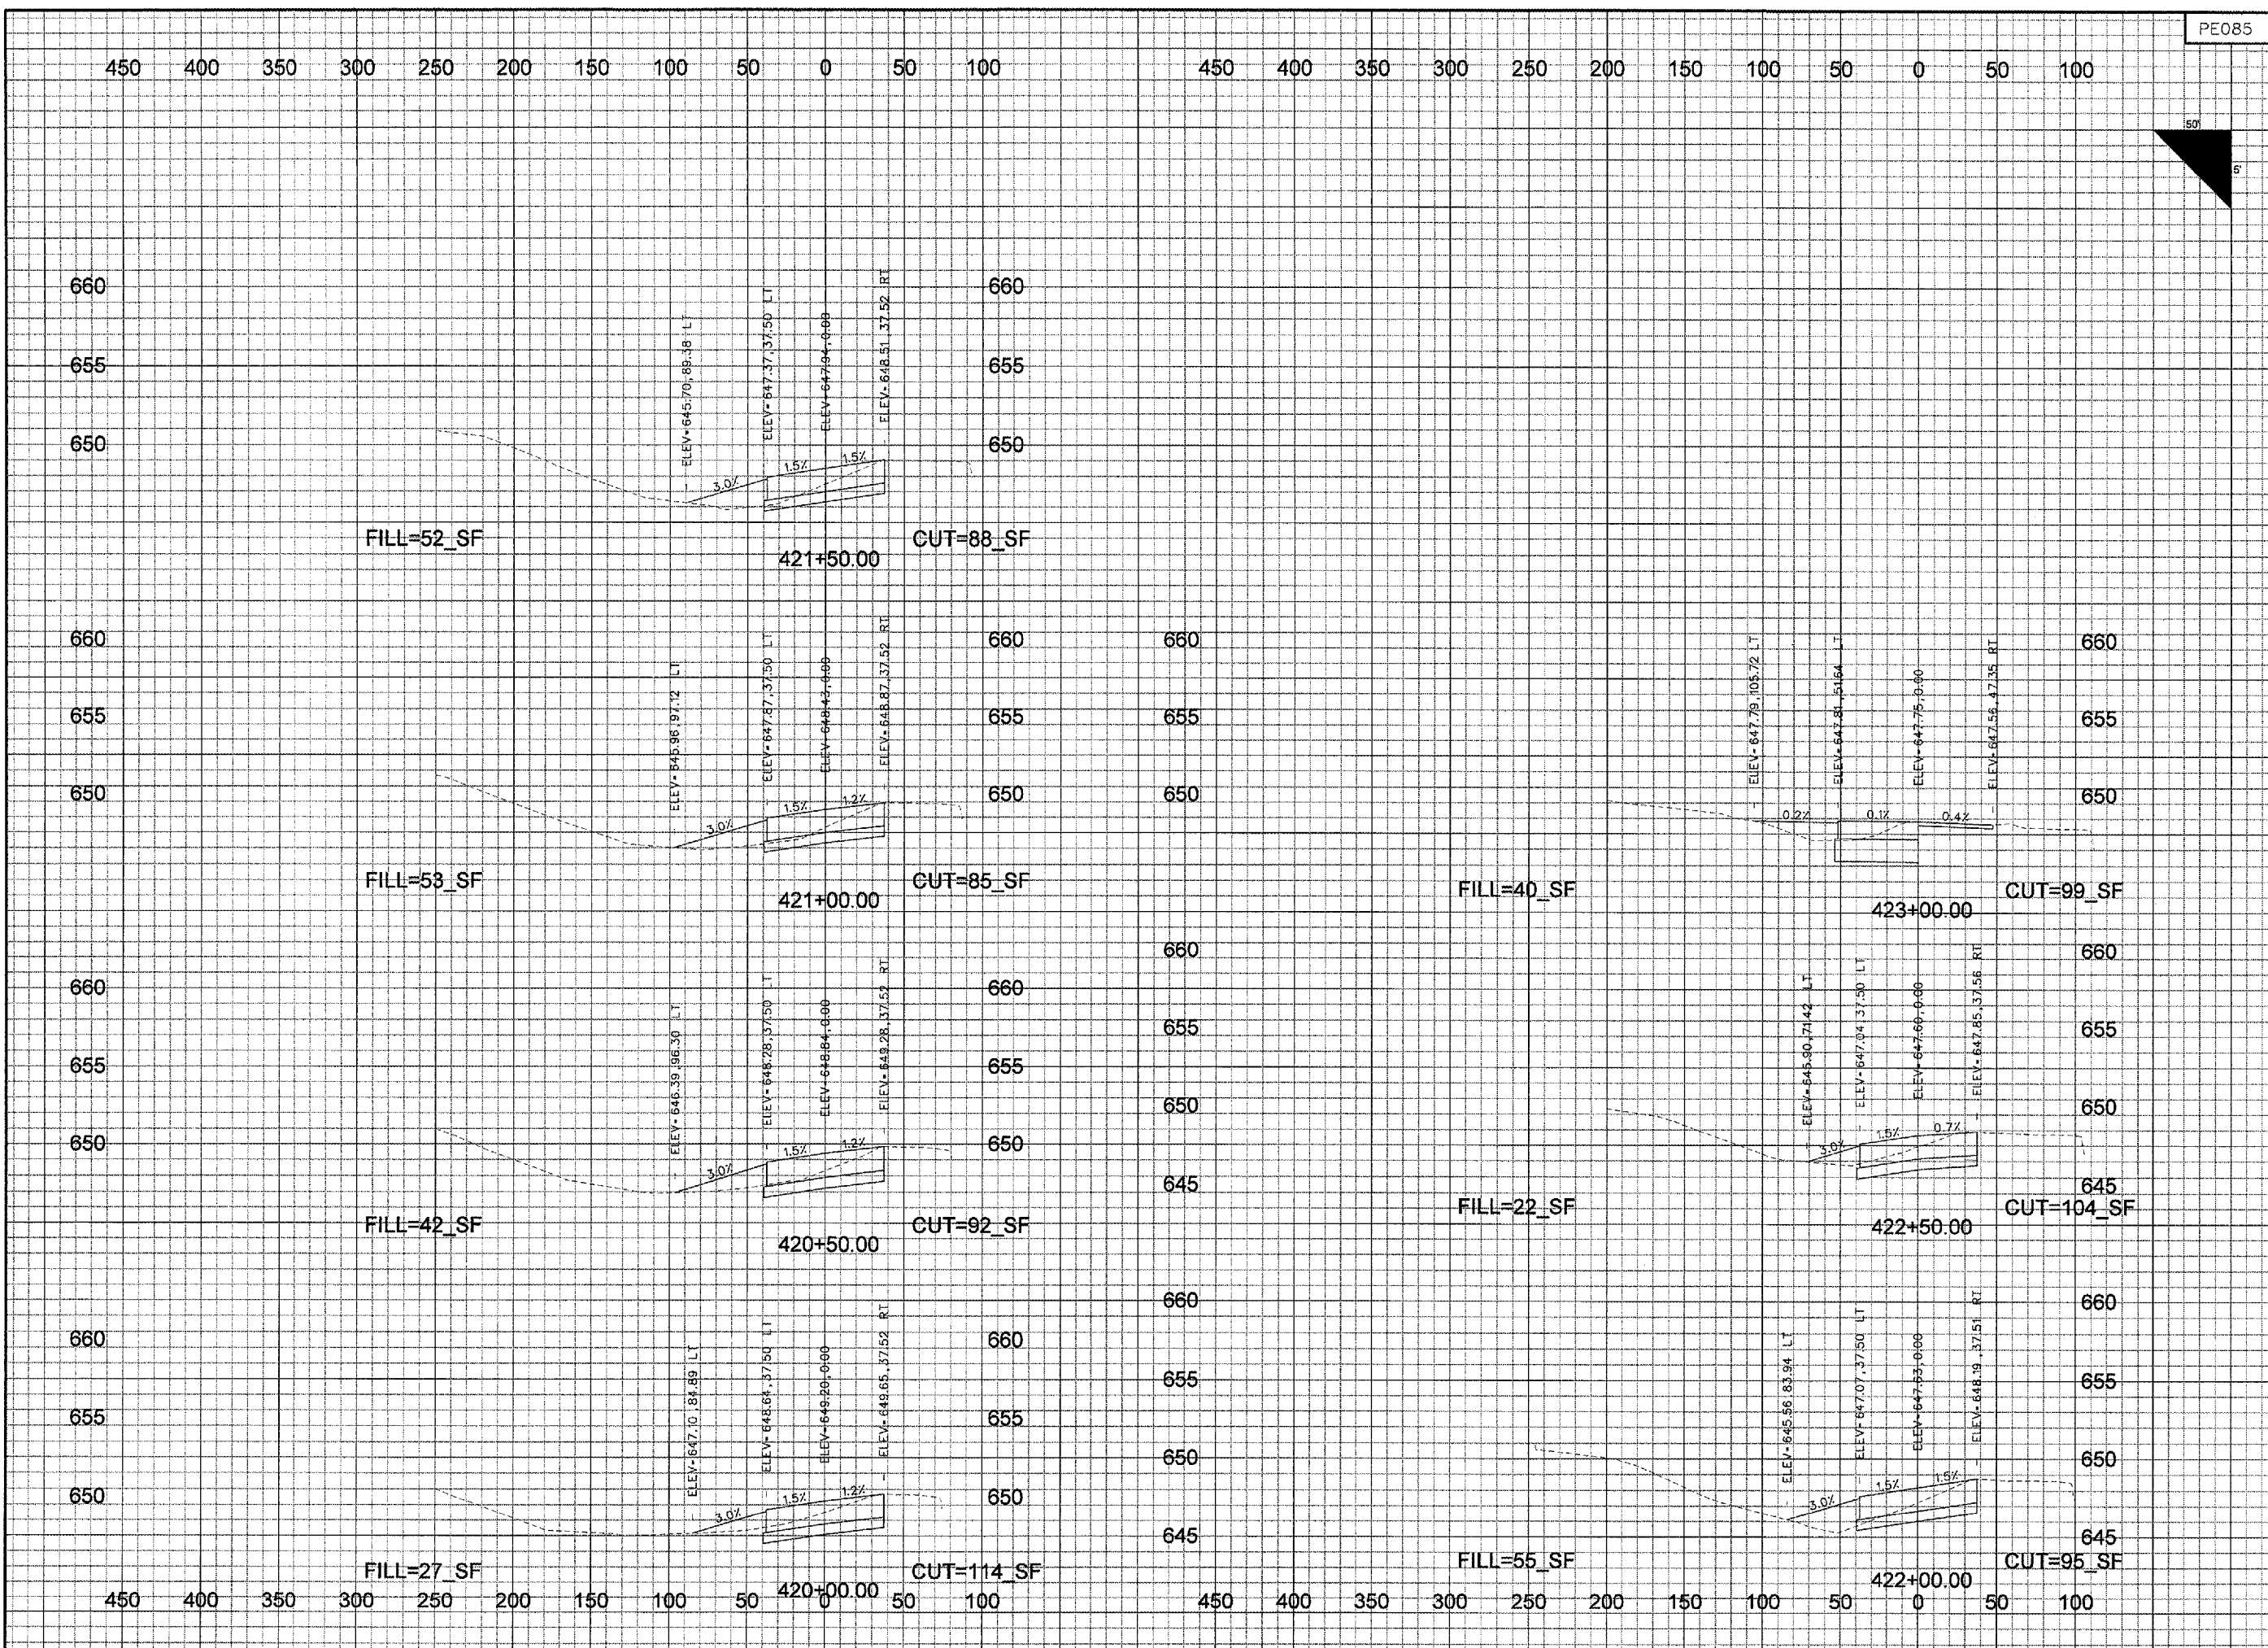 PE085
450 400 350 300 250 200 150 100 50 0 50 100
450 400 350 300 250 200 150 100 50 0 50 100
50'
5'
660 660
655 655
650 650
ELEV=645.70,89.38 LT
ELEV=647.37,37.50 LT
ELEV=647.94,0.00
ELEV=648.51,37.52 RT
3.0% 1.5% 1.5%
FILL=52_SF CUT=88_SF
421+50.00
660 660
655 655
650 650
ELEV=645.96,97.12 LT
ELEV=647.87,37.50 LT
ELEV=648.43,0.00
ELEV=648.87,37.52 RT
3.0% 1.5% 1.2%
FILL=53_SF CUT=85_SF
421+00.00
660 660
655 655
650 650
ELEV=646.39,96.30 LT
ELEV=648.28,37.50 LT
ELEV=648.84,0.00
ELEV=649.28,37.52 RT
3.0% 1.5% 1.2%
FILL=42_SF CUT=92_SF
420+50.00
660 660
655 655
650 650
ELEV=647.10,84.89 LT
ELEV=648.64,37.50 LT
ELEV=649.20,0.00
ELEV=649.65,37.52 RT
3.0% 1.5% 1.2%
FILL=27_SF CUT=114_SF
420+00.00
660 660
655 655
650 650
ELEV=647.79,105.72 LT
ELEV=647.81,51.64 LT
ELEV=647.75,0.00
ELEV=647.56,47.35 RT
0.2% 0.1% 0.4%
FILL=40_SF CUT=99_SF
423+00.00
660 660
655 655
650 650
645 645
ELEV=645.90,71.42 LT
ELEV=647.04,37.50 LT
ELEV=647.60,0.00
ELEV=647.85,37.56 RT
3.0% 1.5% 0.7%
FILL=22_SF CUT=104_SF
422+50.00
660 660
655 655
650 650
645 645
ELEV=645.56,83.94 LT
ELEV=647.07,37.50 LT
ELEV=647.63,0.00
ELEV=648.19,37.51 RT
3.0% 1.5% 1.5%
FILL=55_SF CUT=95_SF
422+00.00
450 400 350 300 250 200 150 100 50 0 50 100
450 400 350 300 250 200 150 100 50 0 50 100